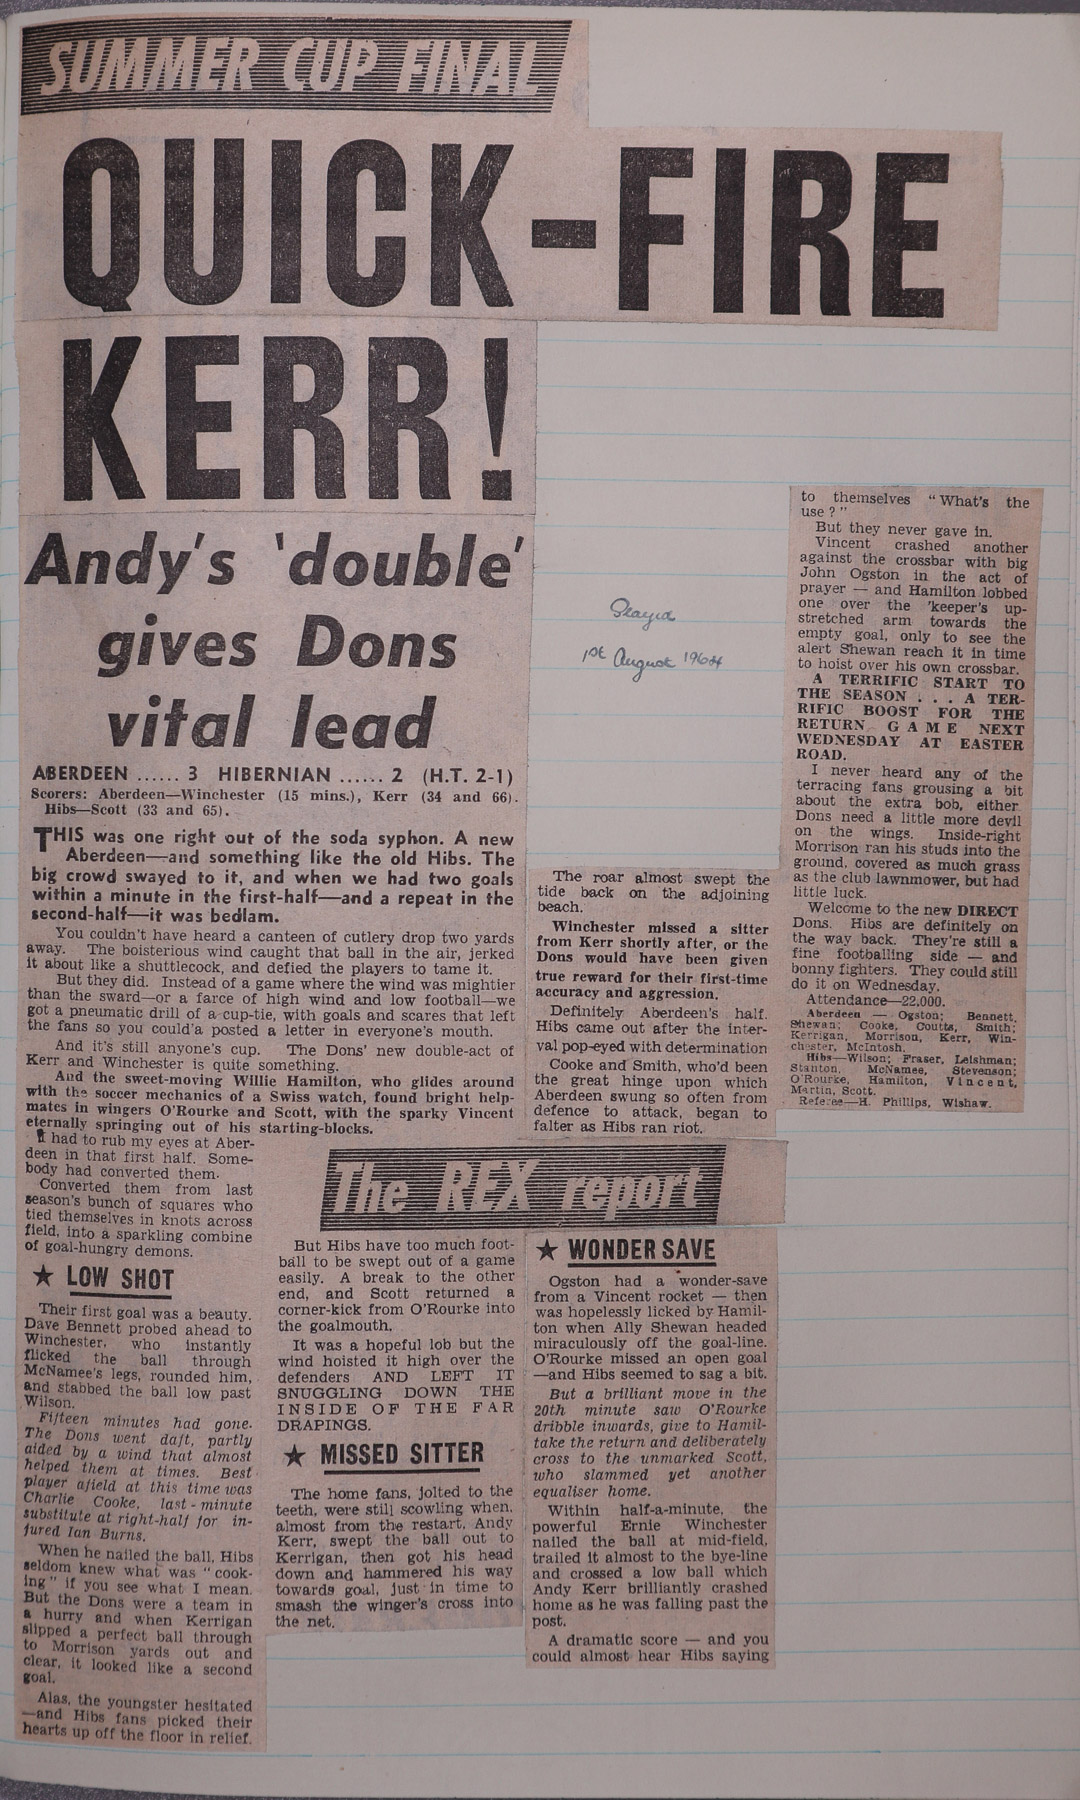 SUMMER CUP FINAL
QUICK-FIRE
KERR!
Andy's 'double'
gives Dons
vital lead
ABERDEEN ...... 3 HIBERNIAN ...... 2 (H.T. 2-1)
Scorers: Aberdeen—Winchester (15 mins.), Kerr (34 and 66).
Hibs—Scott (33 and 65).
THIS was one right out of the soda syphon. A new
Aberdeen—and something like the old Hibs. The
big crowd swayed to it, and when we had two goals
within a minute in the first-half—and a repeat in the
second-half—it was bedlam.
You couldn't have heard a canteen of cutlery drop two yards
away. The boisterious wind caught that ball in the air, jerked
it about like a shuttlecock, and defied the players to tame it.
But they did. Instead of a game where the wind was mightier
than the sward—or a farce of high wind and low football—we
got a pneumatic drill of a cup-tie, with goals and scares that left
the fans so you could'a posted a letter in everyone's mouth.
And it's still anyone's cup. The Dons' new double-act of
Kerr and Winchester is quite something.
And the sweet-moving Willie Hamilton, who glides around
with the soccer mechanics of a Swiss watch, found bright help-
mates in wingers O'Rourke and Scott, with the sparky Vincent
eternally springing out of his starting-blocks.
I had to rub my eyes at Aber-
deen in that first half. Some-
body had converted them.
Converted them from last
season's bunch of squares who
tied themselves in knots across
field, into a sparkling combine
of goal-hungry demons.
★ LOW SHOT
Their first goal was a beauty.
Dave Bennett probed ahead to
Winchester, who instantly
flicked the ball through
McNamee's legs, rounded him,
and stabbed the ball low past
Wilson.
Fifteen minutes had gone.
The Dons went daft, partly
aided by a wind that almost
helped them at times. Best
player afield at this time was
Charlie Cooke, last-minute
substitute at right-half for in-
jured Ian Burns.
When he nailed the ball, Hibs
seldom knew what was "cook-
ing" if you see what I mean.
But the Dons were a team in
a hurry and when Kerrigan
slipped a perfect ball through
to Morrison yards out and
clear, it looked like a second
goal.
Alas, the youngster hesitated
—and Hibs fans picked their
hearts up off the floor in relief.
The REX report
But Hibs have too much foot-
ball to be swept out of a game
easily. A break to the other
end, and Scott returned a
corner-kick from O'Rourke into
the goalmouth.
It was a hopeful lob but the
wind hoisted it high over the
defenders AND LEFT IT
SNUGGLING DOWN THE
INSIDE OF THE FAR
DRAPINGS.
★ MISSED SITTER
The home fans, jolted to the
teeth, were still scowling when,
almost from the restart, Andy
Kerr, swept the ball out to
Kerrigan, then got his head
down and hammered his way
towards goal, just in time to
smash the winger's cross into
the net.
The roar almost swept the
tide back on the adjoining
beach.
Winchester missed a sitter
from Kerr shortly after, or the
Dons would have been given
true reward for their first-time
accuracy and aggression.
Definitely Aberdeen's half.
Hibs came out after the inter-
val pop-eyed with determination
Cooke and Smith, who'd been
the great hinge upon which
Aberdeen swung so often from
defence to attack, began to
falter as Hibs ran riot.
★ WONDER SAVE
Ogston had a wonder-save
from a Vincent rocket — then
was hopelessly licked by Hamil-
ton when Ally Shewan headed
miraculously off the goal-line.
O'Rourke missed an open goal
—and Hibs seemed to sag a bit.
But a brilliant move in the
20th minute saw O'Rourke
dribble inwards, give to Hamil-
take the return and deliberately
cross to the unmarked Scott,
who slammed yet another
equaliser home.
Within half-a-minute, the
powerful Ernie Winchester
nailed the ball at mid-field,
trailed it almost to the bye-line
and crossed a low ball which
Andy Kerr brilliantly crashed
home as he was falling past the
post.
A dramatic score — and you
could almost hear Hibs saying
to themselves "What's the
use?"
But they never gave in.
Vincent crashed another
against the crossbar with big
John Ogston in the act of
prayer — and Hamilton lobbed
one over the 'keeper's up-
stretched arm towards the
empty goal, only to see the
alert Shewan reach it in time
to hoist over his own crossbar.
A TERRIFIC START TO
THE SEASON . . . A TER-
RIFIC BOOST FOR THE
RETURN GAME NEXT
WEDNESDAY AT EASTER
ROAD.
I never heard any of the
terracing fans grousing a bit
about the extra bob, either
Dons need a little more devil
on the wings. Inside-right
Morrison ran his studs into the
ground, covered as much grass
as the club lawnmower, but had
little luck.
Welcome to the new DIRECT
Dons. Hibs are definitely on
the way back. They're still a
fine footballing side — and
bonny fighters. They could still
do it on Wednesday.
Attendance—22,000.
Aberdeen — Ogston; Bennett,
Shewan; Cooke, Coutts, Smith;
Kerrigan, Morrison, Kerr, Win-
chester, McIntosh.
Hibs—Wilson; Fraser, Leishman;
Stanton, McNamee, Stevenson;
O'Rourke, Hamilton, Vincent,
Martin, Scott.
Referee—H. Phillips, Wishaw.
Played
1st August 1964